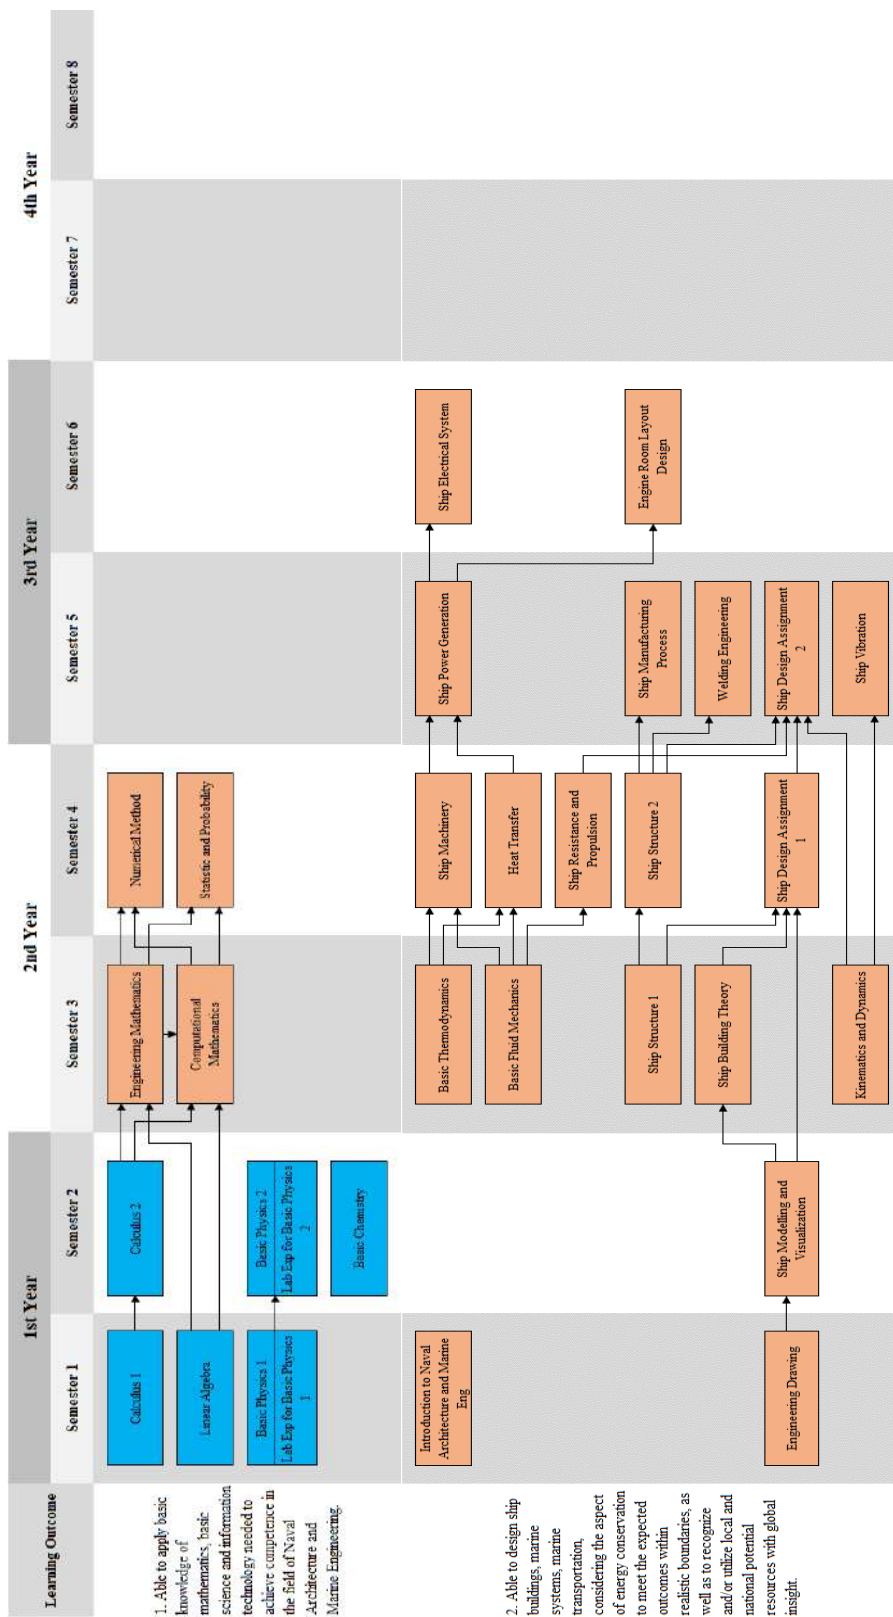 Learning Outcome
1st Year
2nd Year
3rd Year
4th Year
Semester 1
Semester 2
Semester 3
Semester 4
Semester 5
Semester 6
Semester 7
Semester 8
1. Able to apply basic
knowledge of
mathematics, basic
science and information
technology needed to
achieve competence in
the field of Naval
Architecture and
Marine Engineering.
Calculus 1
Calculus 2
Engineering Mathematics
Numerical Method
Linear Algebra
Computational
Mathematics
Statistic and Probability
Basic Physics 1
Lab Exp for Basic Physics
1
Basic Physics 2
Lab Exp for Basic Physics
2
Basic Chemistry
2. Able to design ship
buildings, marine
systems, marine
transportation,
considering the aspect
of energy conservation
to meet the expected
outcomes within
realistic boundaries, as
well as to recognize
and/or utilize local and
national potential
resources with global
insight.
Introduction to Naval
Architecture and Marine
Eng
Basic Thermodynamics
Ship Machinery
Ship Power Generation
Ship Electrical System
Basic Fluid Mechanics
Heat Transfer
Ship Resistance and
Propulsion
Ship Structure 1
Ship Structure 2
Ship Manufacturing
Process
Engine Room Layout
Design
Ship Building Theory
Welding Engineering
Engineering Drawing
Ship Modelling and
Visualization
Ship Design Assignment
1
Ship Design Assignment
2
Kinematics and Dynamics
Ship Vibration